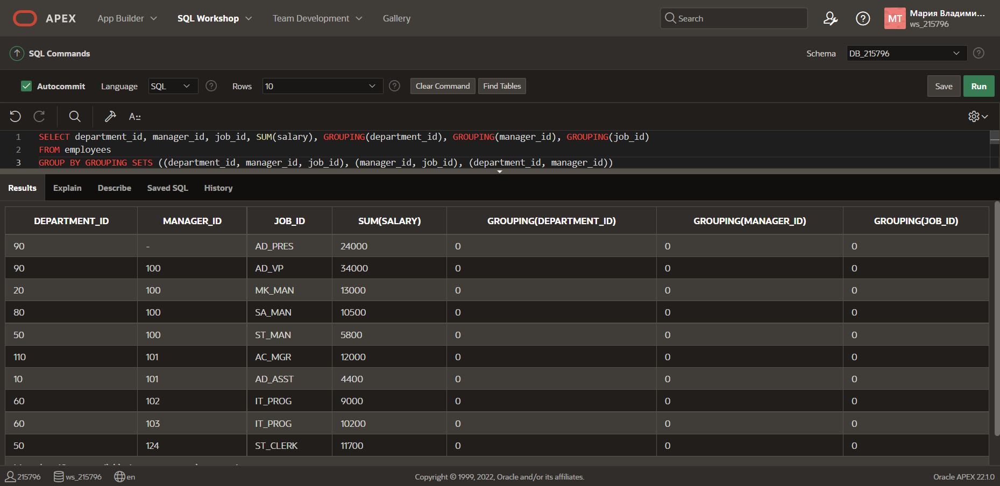 APEX App Builder SQL Workshop Team Development Gallery Search MT Мария Владими...
ws_215796
SQL Commands Schema DB_215796
Autocommit Language SQL Rows 10 Clear Command Find Tables Save Run
1 SELECT department_id, manager_id, job_id, SUM(salary), GROUPING(department_id), GROUPING(manager_id), GROUPING(job_id)
2 FROM employees
3 GROUP BY GROUPING SETS ((department_id, manager_id, job_id), (manager_id, job_id), (department_id, manager_id))
Results Explain Describe Saved SQL History
DEPARTMENT_ID MANAGER_ID JOB_ID SUM(SALARY) GROUPING(DEPARTMENT_ID) GROUPING(MANAGER_ID) GROUPING(JOB_ID)
90 - AD_PRES 24000 0 0 0
90 100 AD_VP 34000 0 0 0
20 100 MK_MAN 13000 0 0 0
80 100 SA_MAN 10500 0 0 0
50 100 ST_MAN 5800 0 0 0
110 101 AC_MGR 12000 0 0 0
10 101 AD_ASST 4400 0 0 0
60 102 IT_PROG 9000 0 0 0
60 103 IT_PROG 10200 0 0 0
50 124 ST_CLERK 11700 0 0 0
215796 ws_215796 en Copyright © 1999, 2022, Oracle and/or its affiliates. Oracle APEX 22.1.0